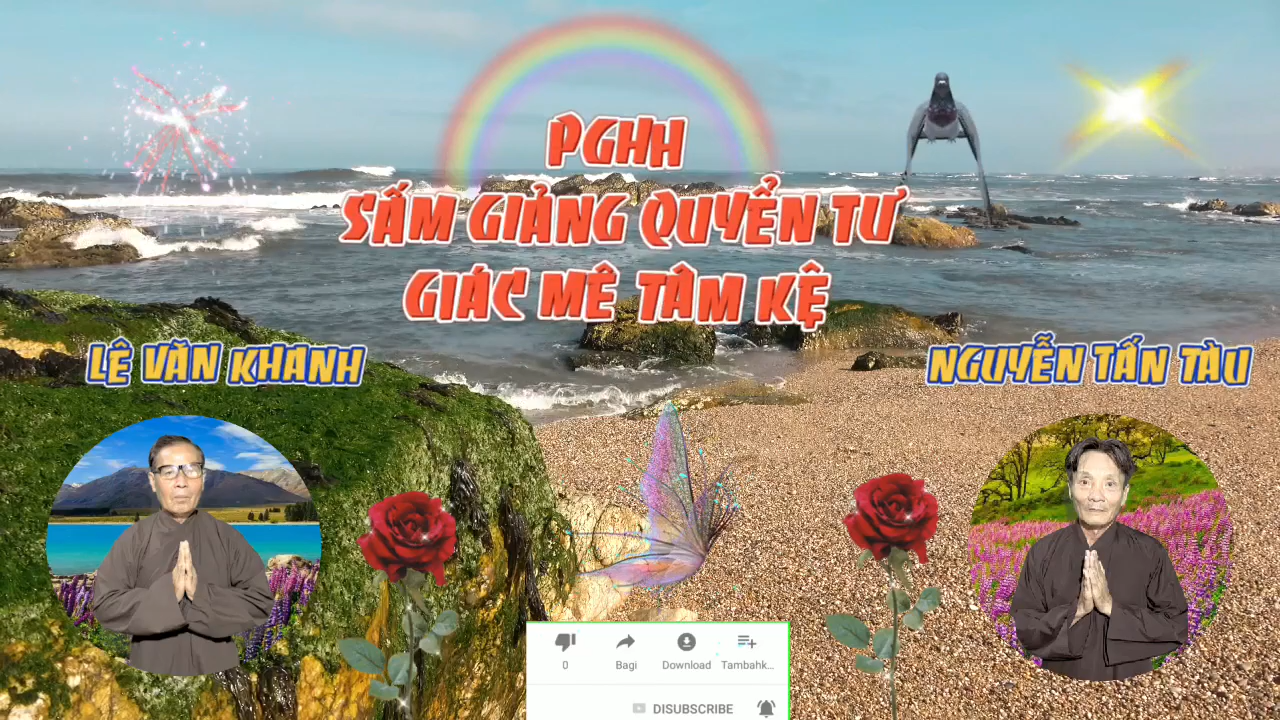 PGHH
SẤM GIẢNG QUYỂN TƯ
GIÁC MÊ TÂM KỆ
LÊ VĂN KHANH
NGUYỄN TẤN TÀU
0 Bagi Download Tambahk...
DISUBSCRIBE